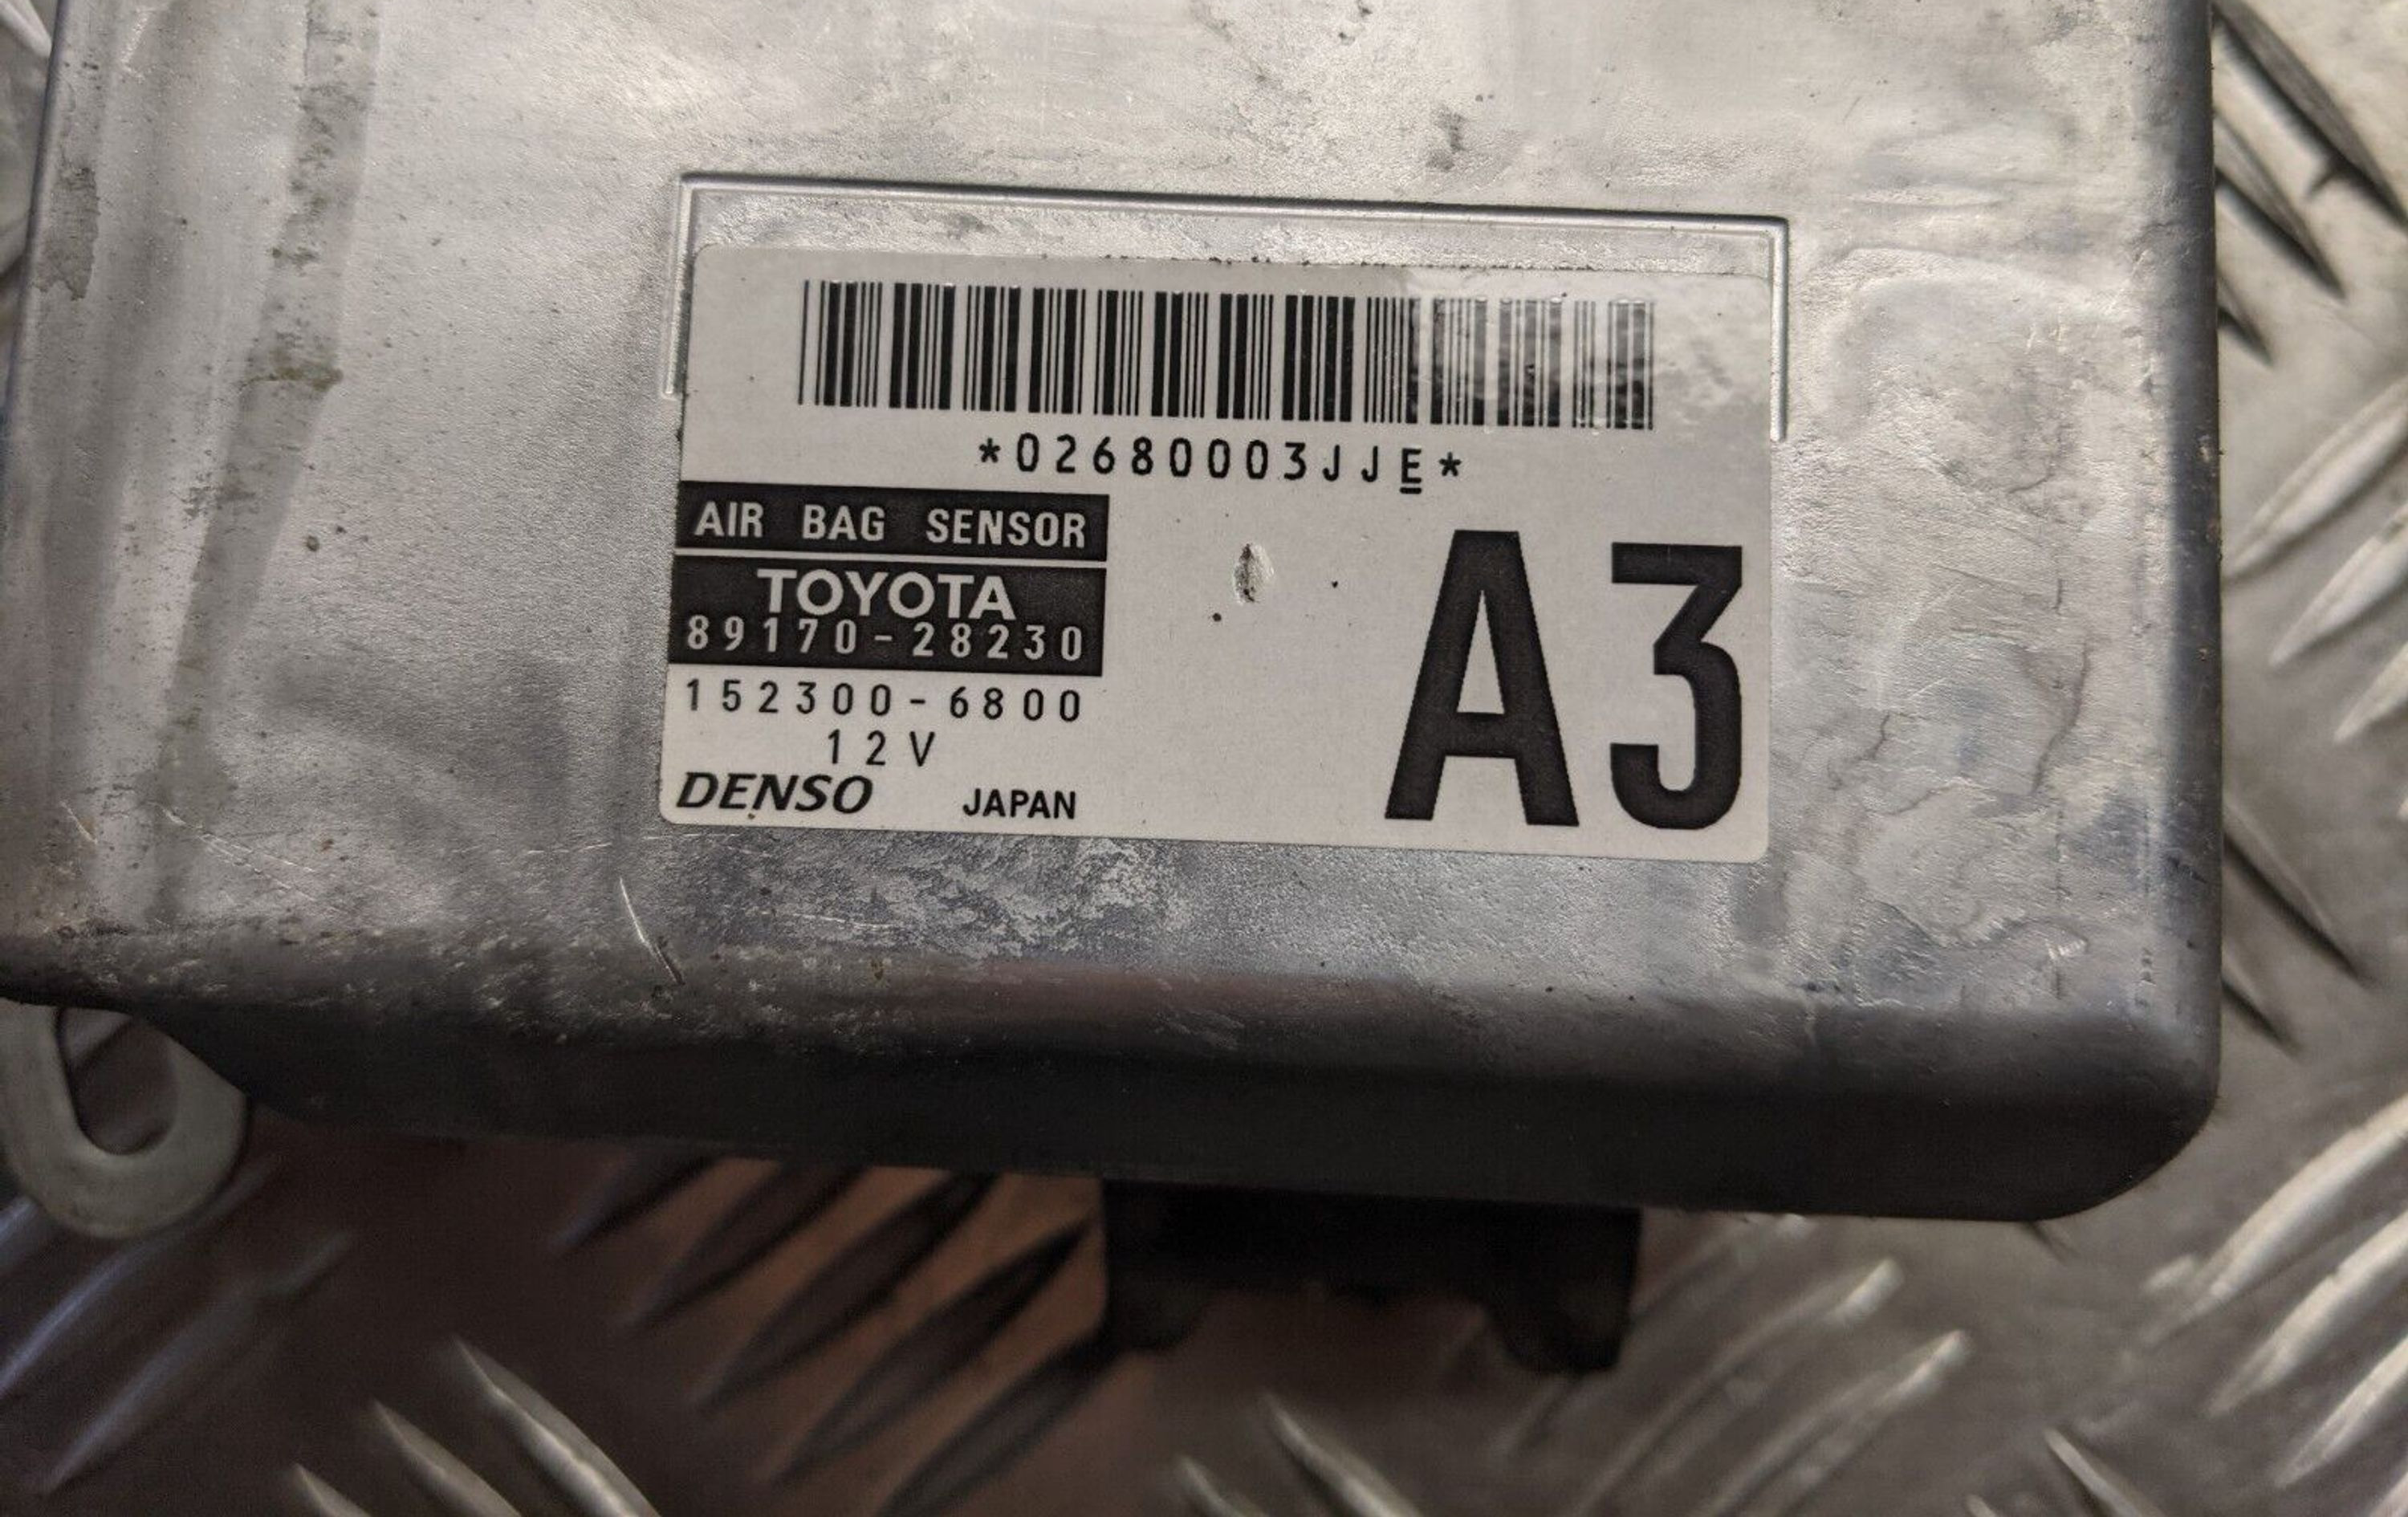 *02680003JJE*
AIR BAG SENSOR
TOYOTA
89170-28230
152300-6800
12V
DENSO JAPAN
A3